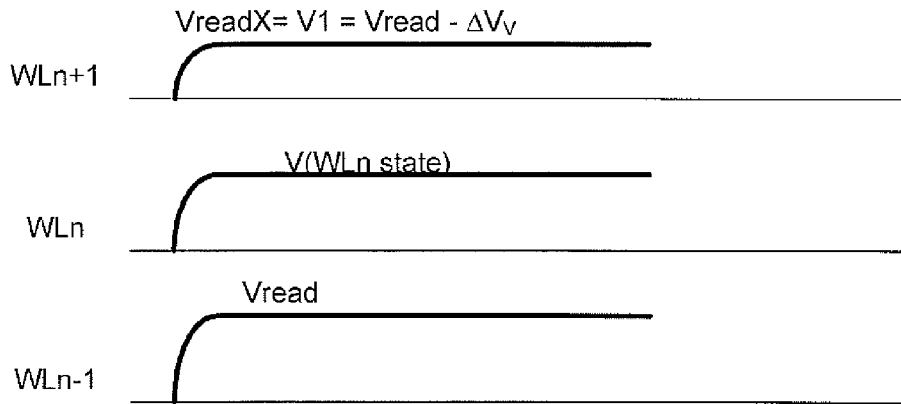 VreadX= V1 = Vread - ΔVV
WLn+1
V(WLn state)
WLn
Vread
WLn-1